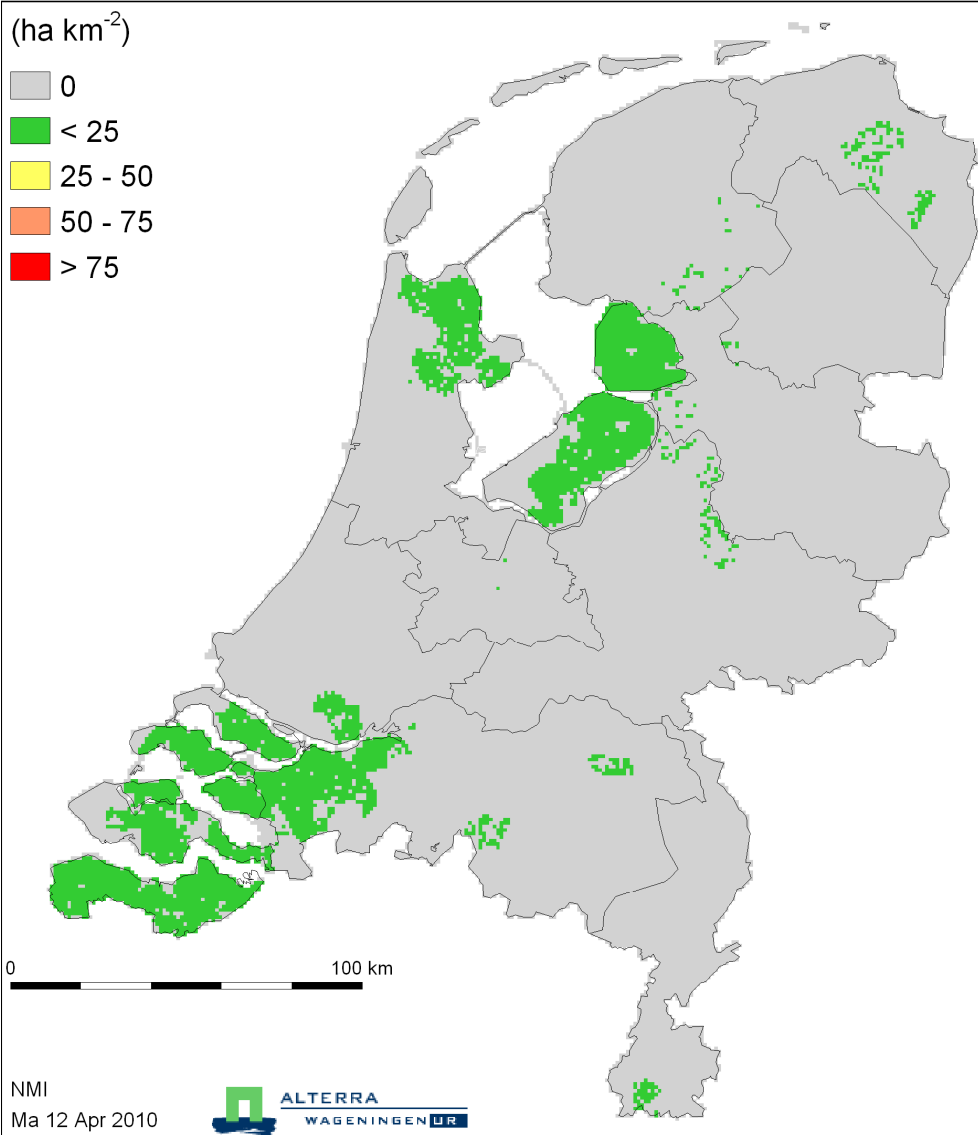 (ha km-2)
0
< 25
25 - 50
50 - 75
> 75
0 100 km
NMI
Ma 12 Apr 2010
ALTERRA
WAGENINGEN UR